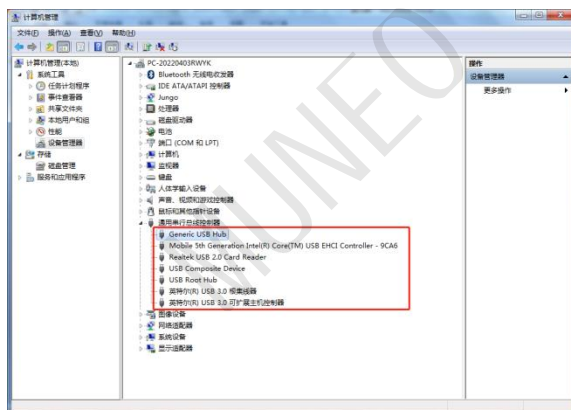 计算机管理
文件(F) 操作(A) 查看(V) 帮助(H)
计算机管理(本地)
系统工具
任务计划程序
事件查看器
共享文件夹
本地用户和组
性能
设备管理器
存储
磁盘管理
服务和应用程序
PC-20220403RWYK
Bluetooth 无线电收发器
IDE ATA/ATAPI 控制器
Jungo
处理器
磁盘驱动器
电池
端口 (COM 和 LPT)
计算机
监视器
键盘
人体学输入设备
声音、视频和游戏控制器
鼠标和其他指针设备
通用串行总线控制器
Generic USB Hub
Mobile 5th Generation Intel(R) Core(TM) USB EHCI Controller - 9CA6
Realtek USB 2.0 Card Reader
USB Composite Device
USB Root Hub
英特尔(R) USB 3.0 根集线器
英特尔(R) USB 3.0 可扩展主机控制器
图像设备
网络适配器
系统设备
显示适配器
操作
设备管理器
更多操作
MUNEO